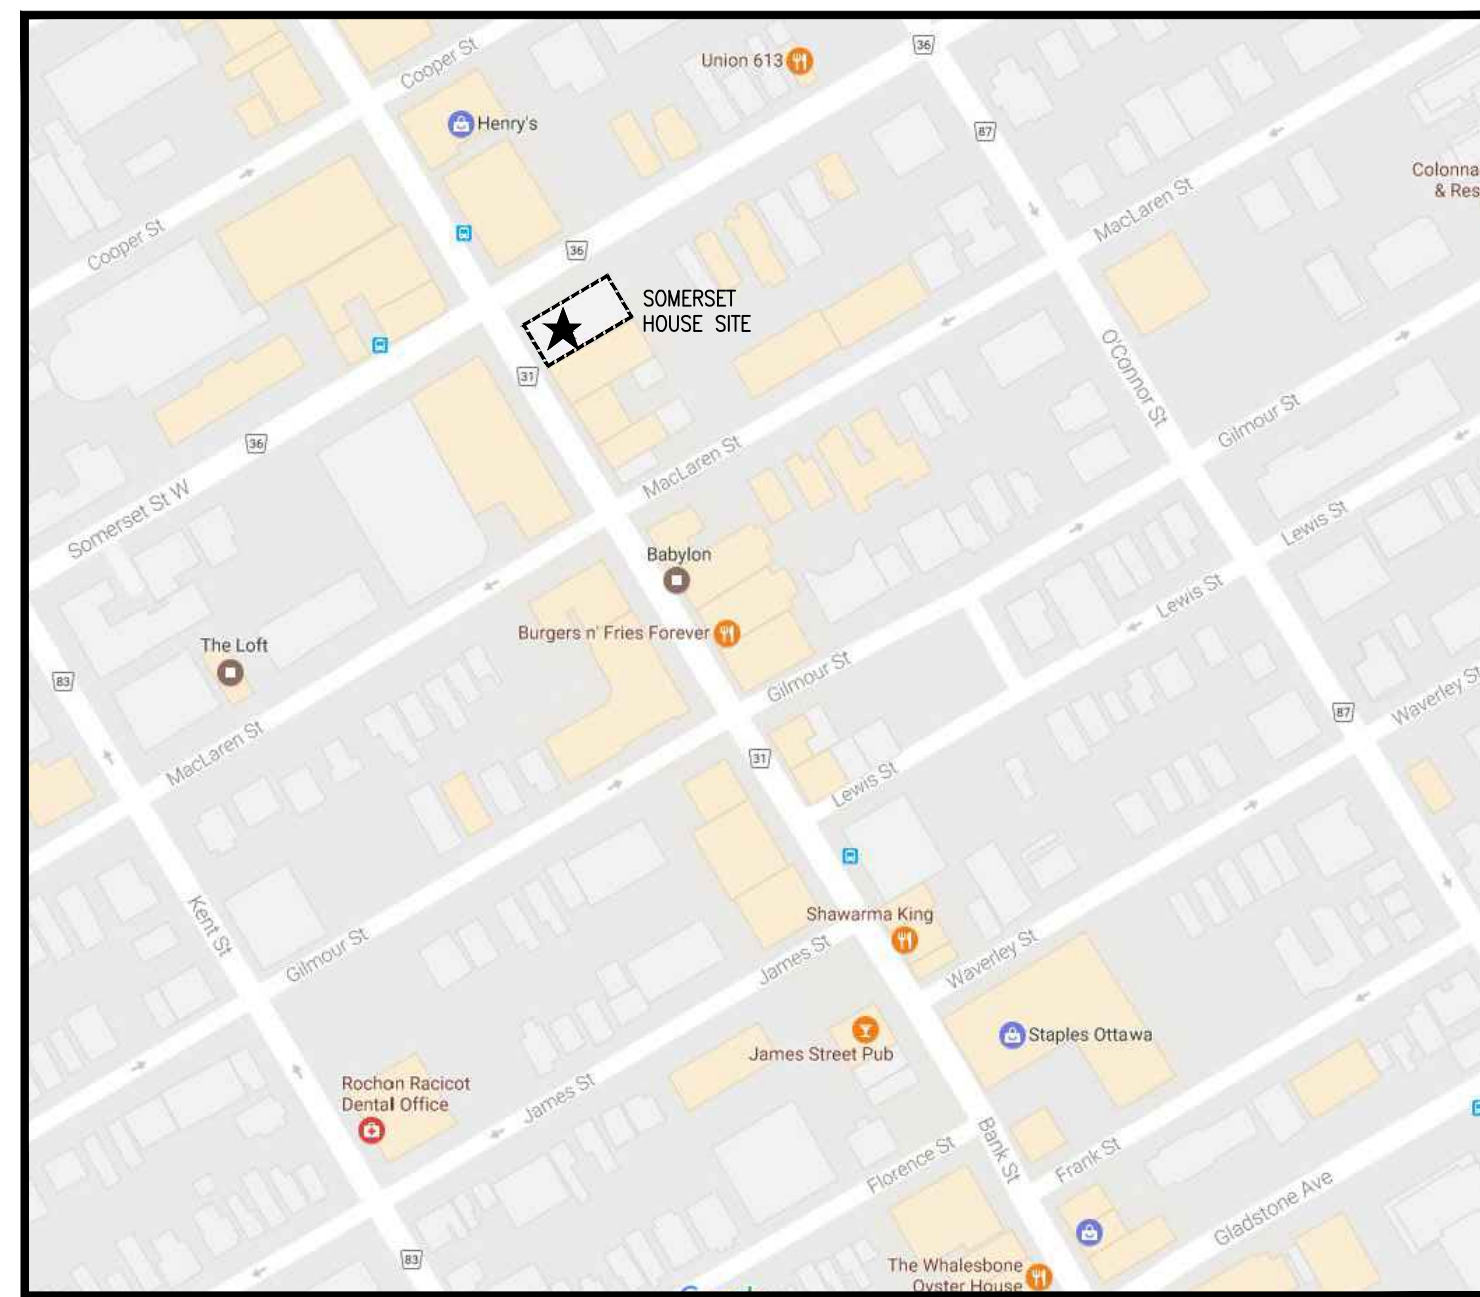 Cooper St
Union 613
36
Henry's
87
Colonna
& Res
MacLaren St
Cooper St
36
SOMERSET
HOUSE SITE
31
O'Connor St
Gilmour St
36
MacLaren St
Somerset St W
Lewis St
Babylon
Lewis St
Burgers n' Fries Forever
The Loft
Gilmour St
83
Waverley St
87
MacLaren St
31
Lewis St
Kent St
Shawarma King
Gilmour St
James St
Waverley St
Staples Ottawa
James Street Pub
Rochon Racicot
Dental Office
James St
Bank St
Florence St
Frank St
Gladstone Ave
83
The Whalesbone
Oyster House